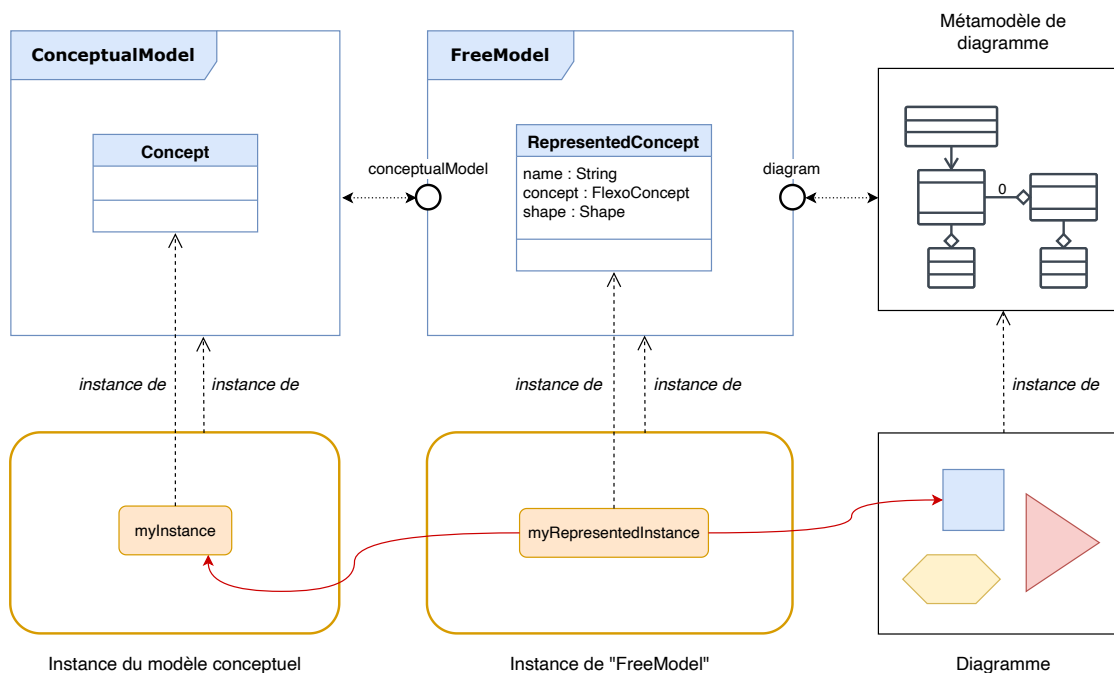 ConceptualModel
FreeModel
Métamodèle de
diagramme
Concept
RepresentedConcept
name : String
concept : FlexoConcept
shape : Shape
conceptualModel
diagram
0
instance de
instance de
instance de
instance de
instance de
myInstance
myRepresentedInstance
Instance du modèle conceptuel
Instance de "FreeModel"
Diagramme